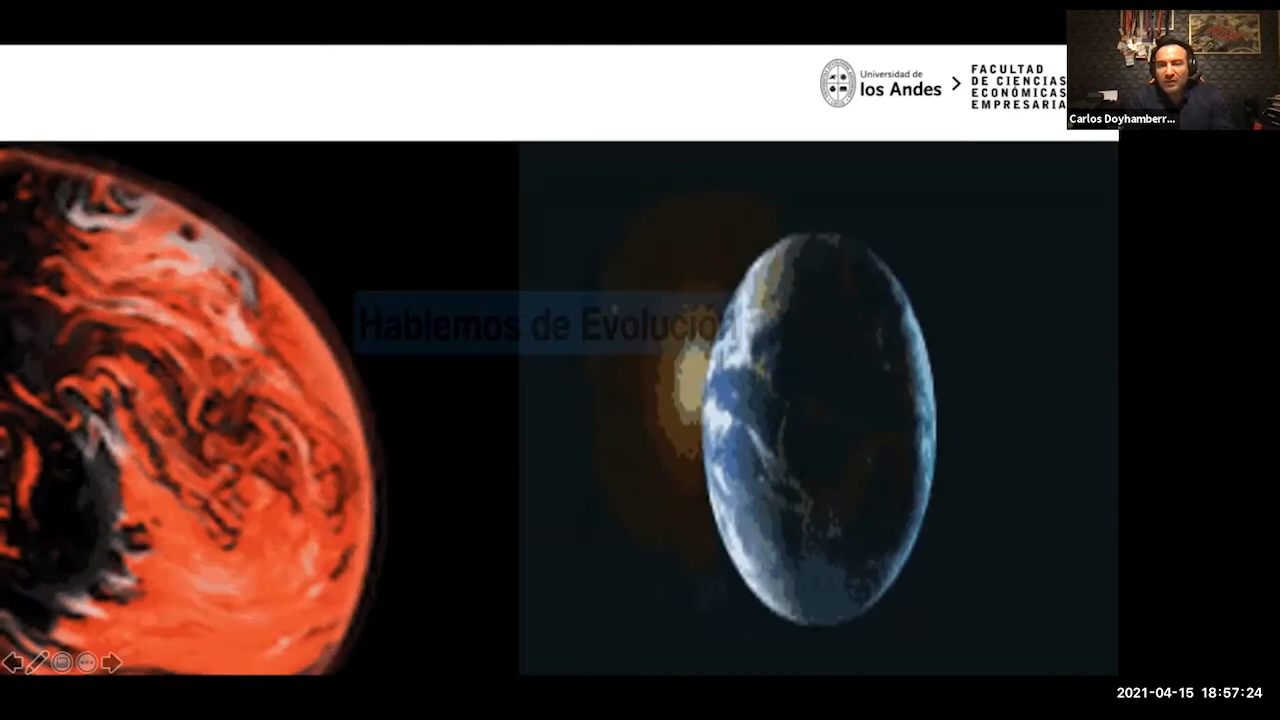 Universidad de
los Andes
FACULTAD
DE CIENCIAS
ECONÓMICAS
EMPRESARIA
Carlos Doyhamberr...
Hablemos de Evolución
2021-04-15 18:57:24